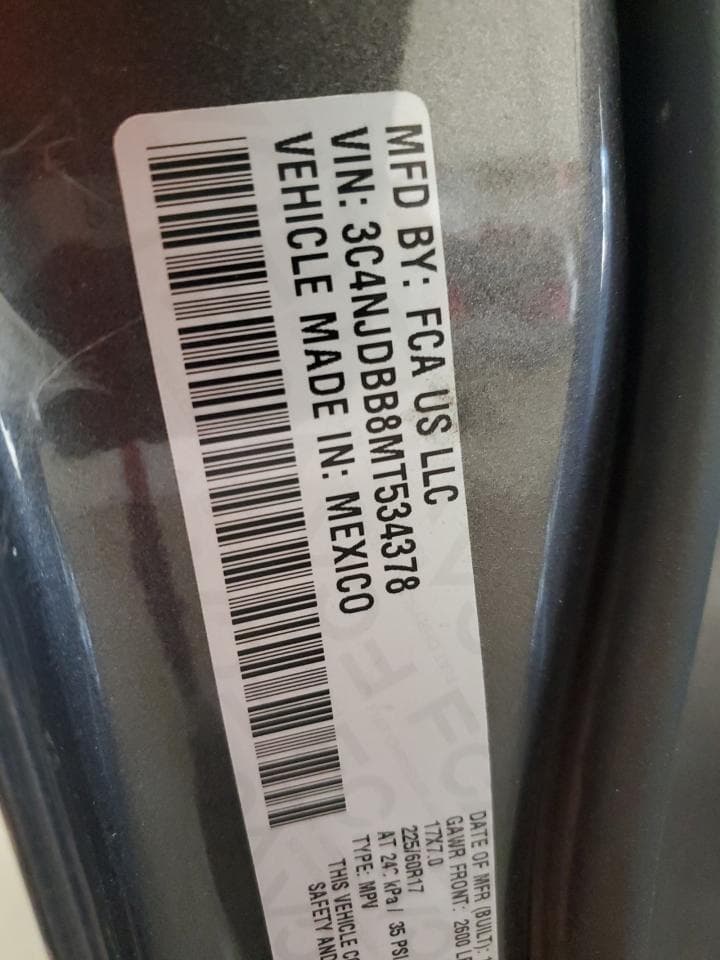 MFD BY: FCA US LLC
VIN: 3C4NJDBB8MT534378
VEHICLE MADE IN: MEXICO
DATE OF MFR (BUILT):
GAWR FRONT: 2600
17X7.0
225/60R17
AT 240 kPa / 35 PSI
TYPE: MPV
THIS VEHICLE
SAFETY AND